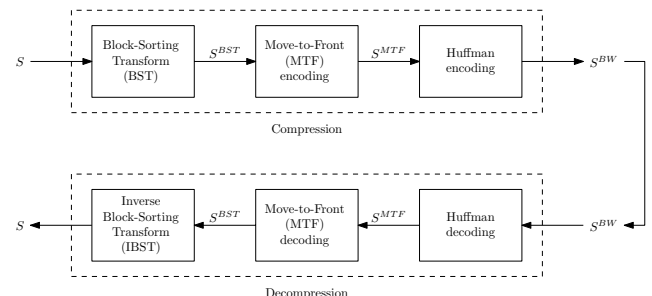 S
Block-Sorting
Transform
(BST)
S^{BST}
Move-to-Front
(MTF)
encoding
S^{MTF}
Huffman
encoding
S^{BW}
Compression
S
Inverse
Block-Sorting
Transform
(IBST)
S^{BST}
Move-to-Front
(MTF)
decoding
S^{MTF}
Huffman
decoding
S^{BW}
Decompression